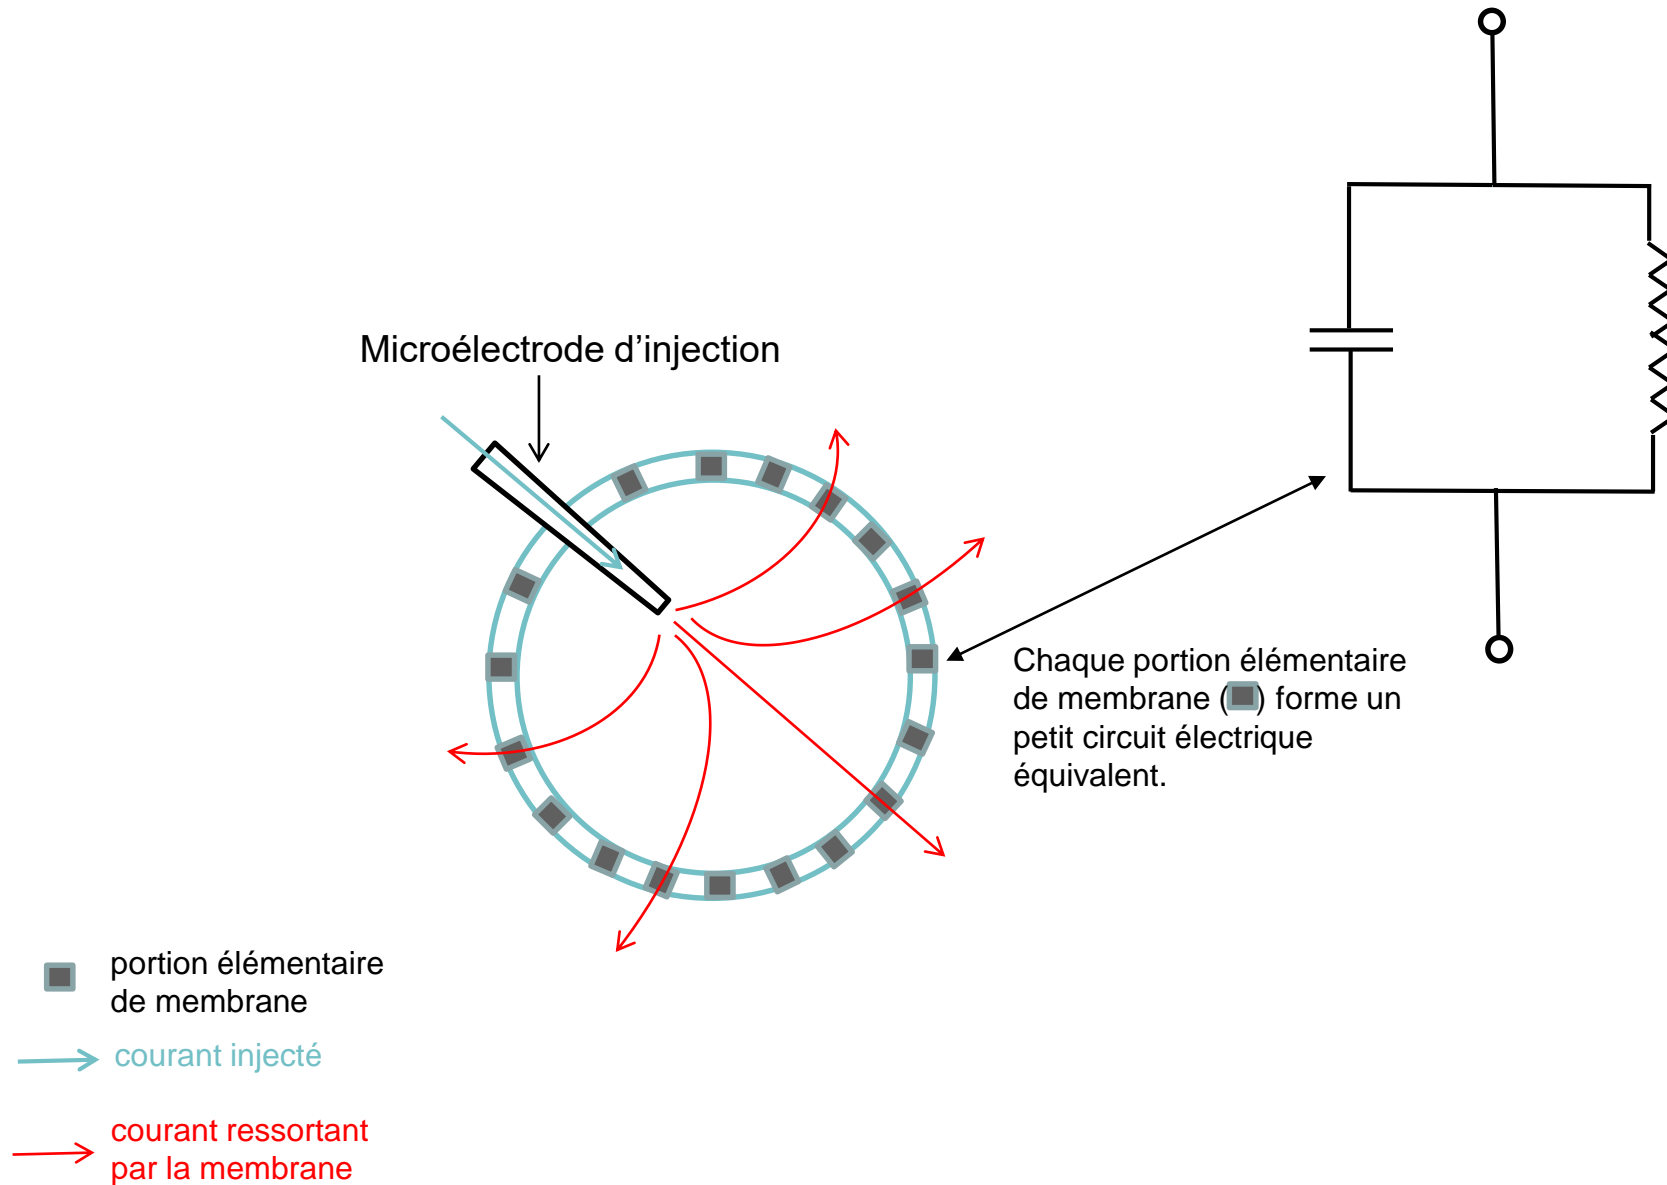 Microélectrode d’injection
Chaque portion élémentaire
de membrane ( ) forme un
petit circuit électrique
équivalent.
portion élémentaire
de membrane
courant injecté
courant ressortant
par la membrane